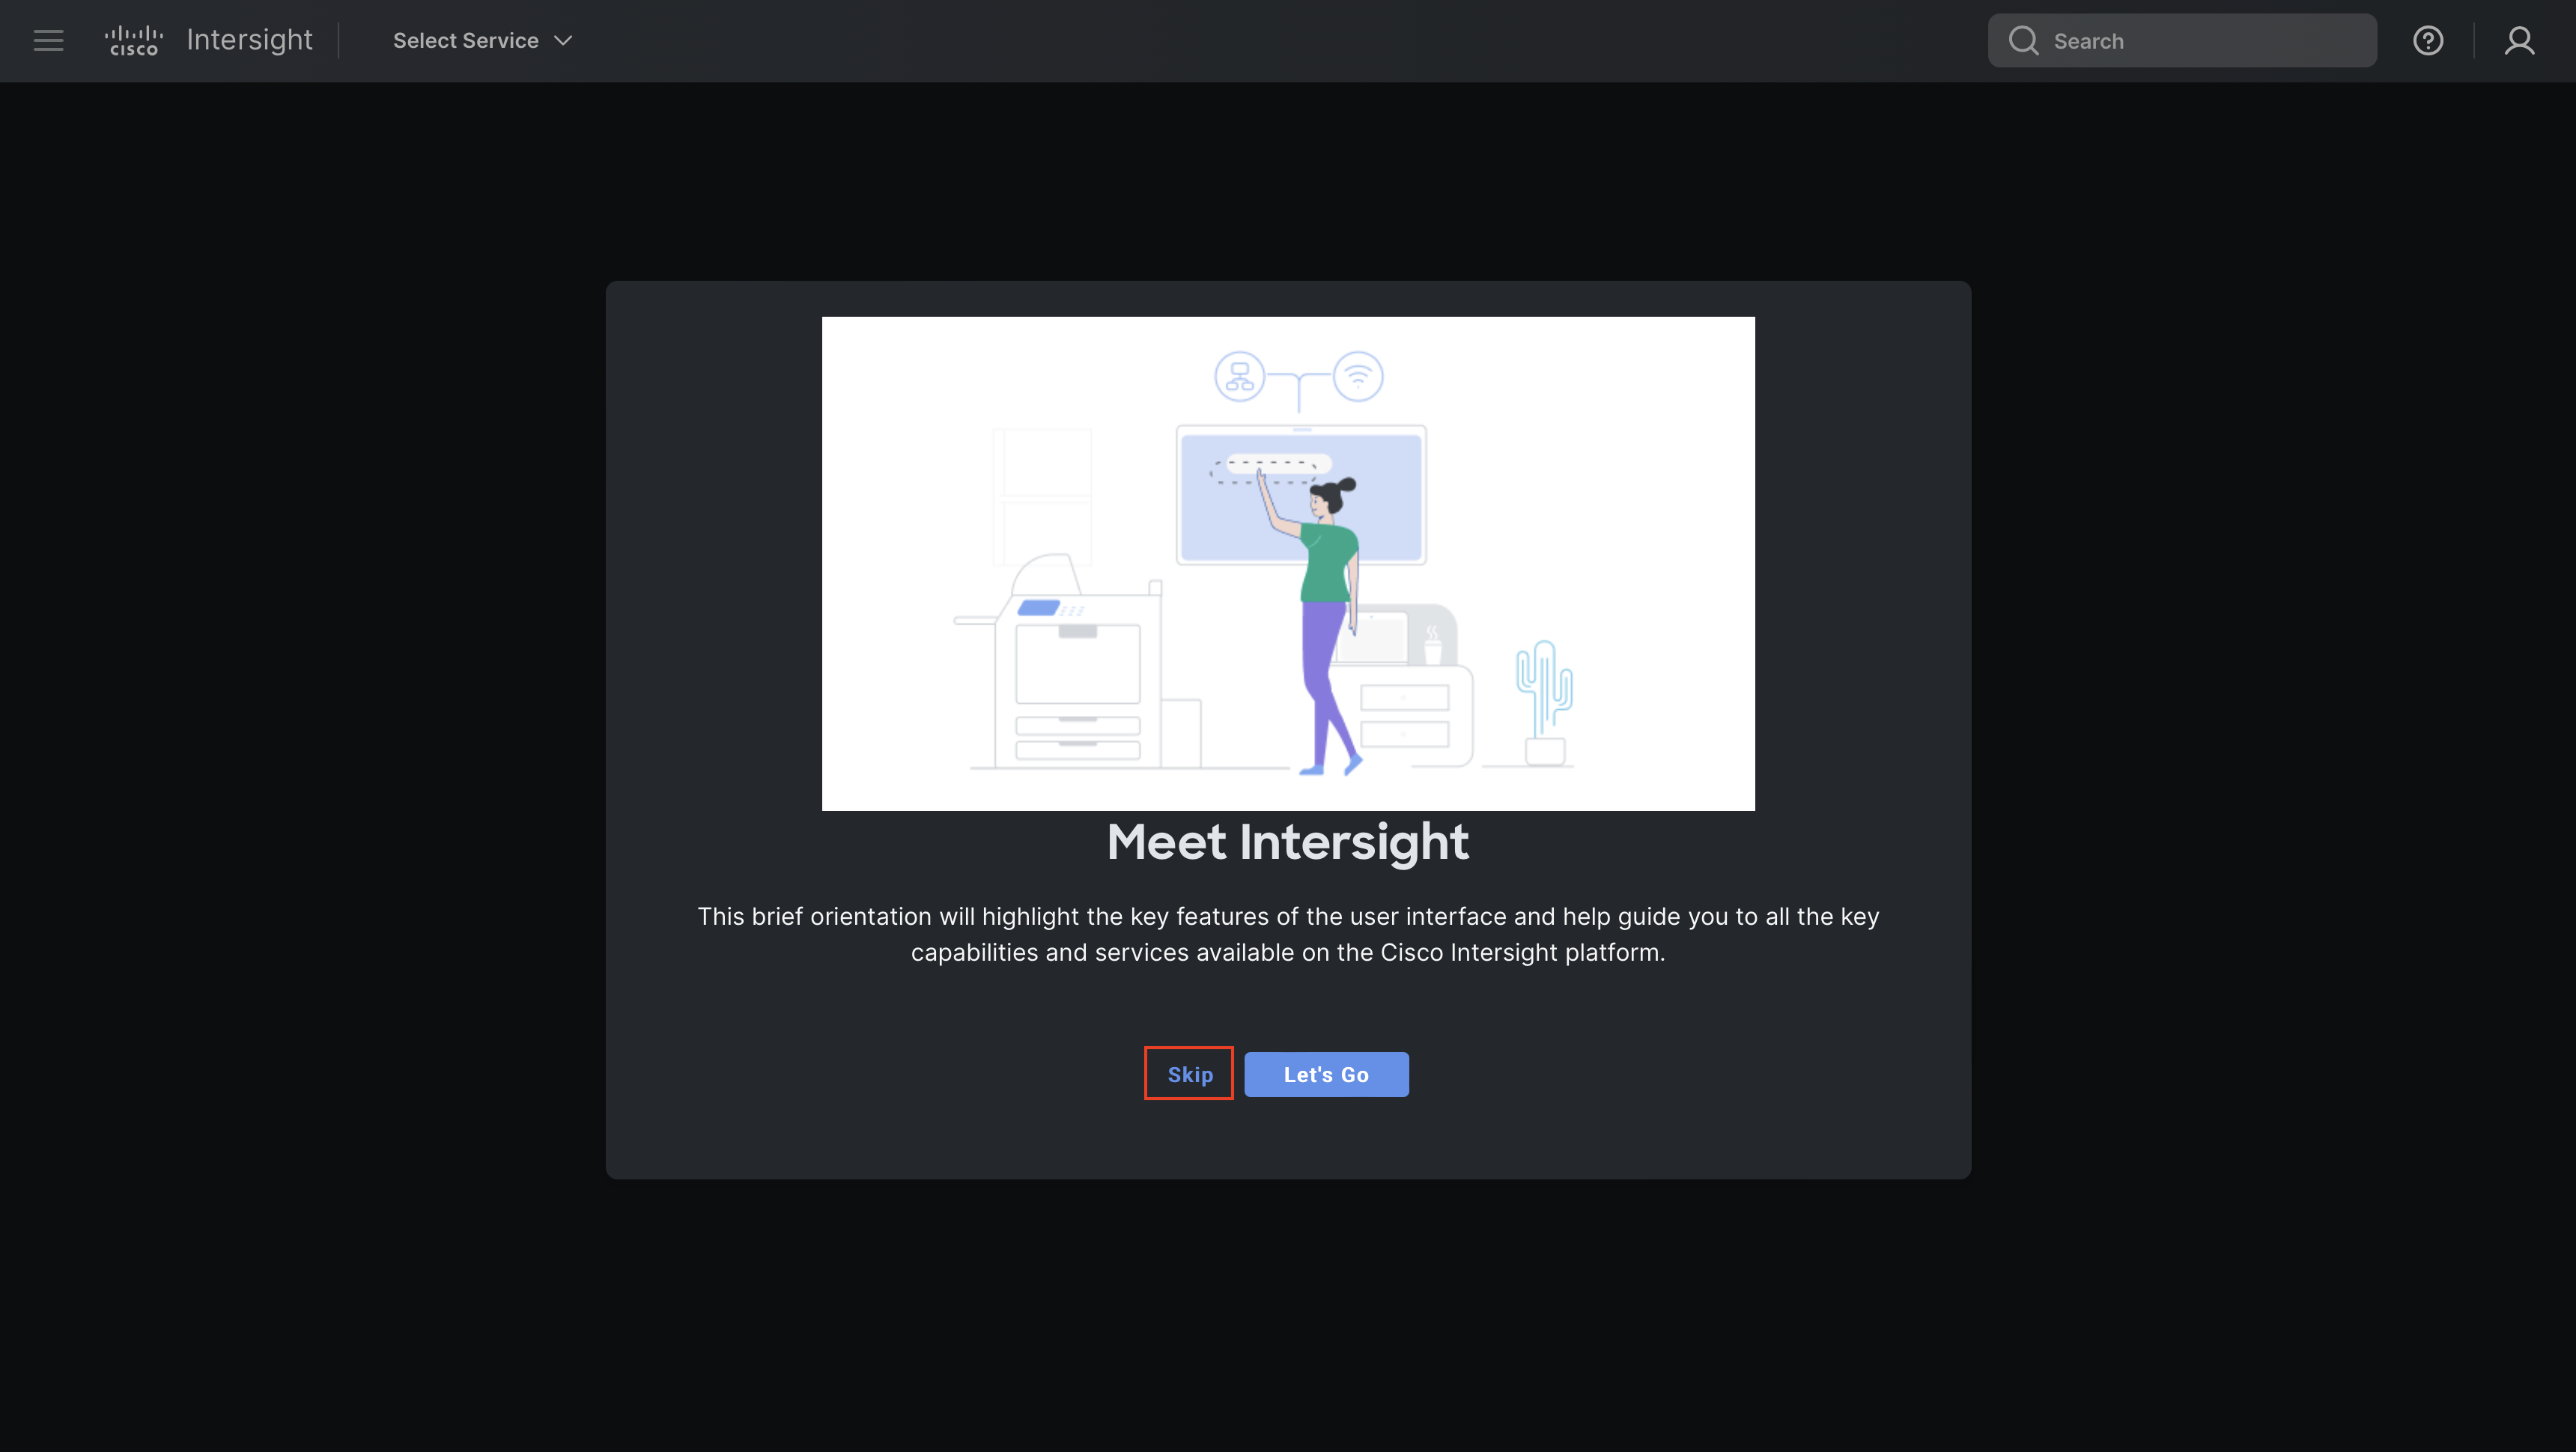 CISCO Intersight Select Service Search
Meet Intersight
This brief orientation will highlight the key features of the user interface and help guide you to all the key
capabilities and services available on the Cisco Intersight platform.
Skip Let's Go